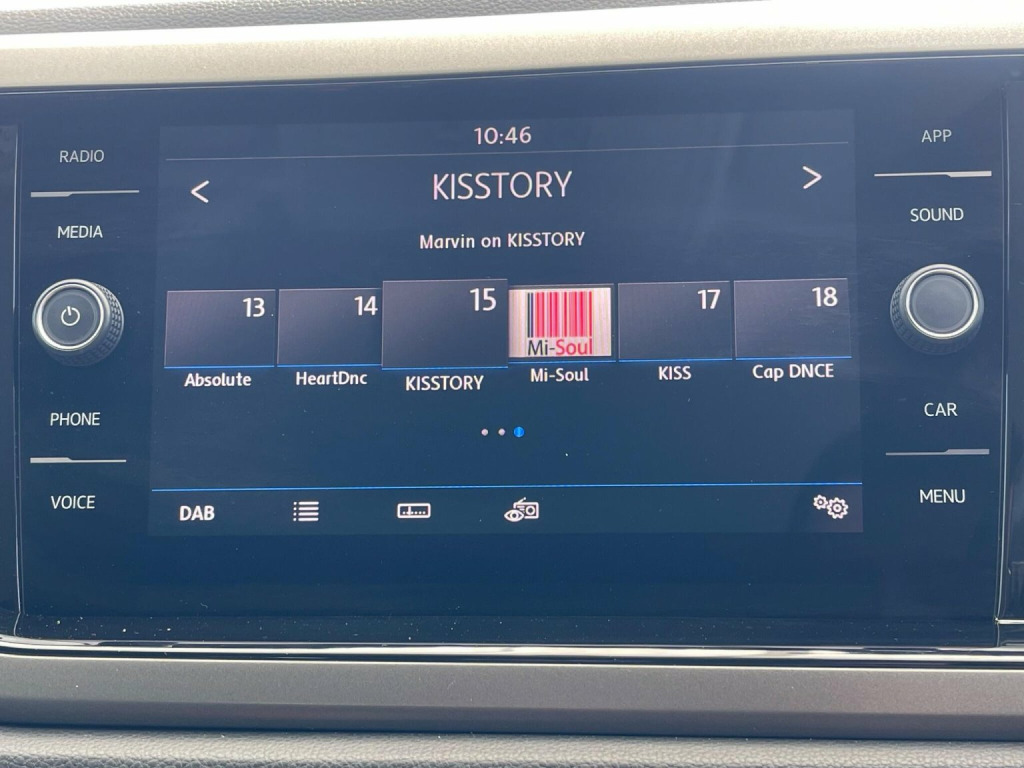 10:46
RADIO
APP
KISSTORY
MEDIA
SOUND
Marvin on KISSTORY
13 14 15 17 18
Mi-Soul
Absolute HeartDnc KISSTORY Mi-Soul KISS Cap DNCE
PHONE
CAR
VOICE
DAB
MENU